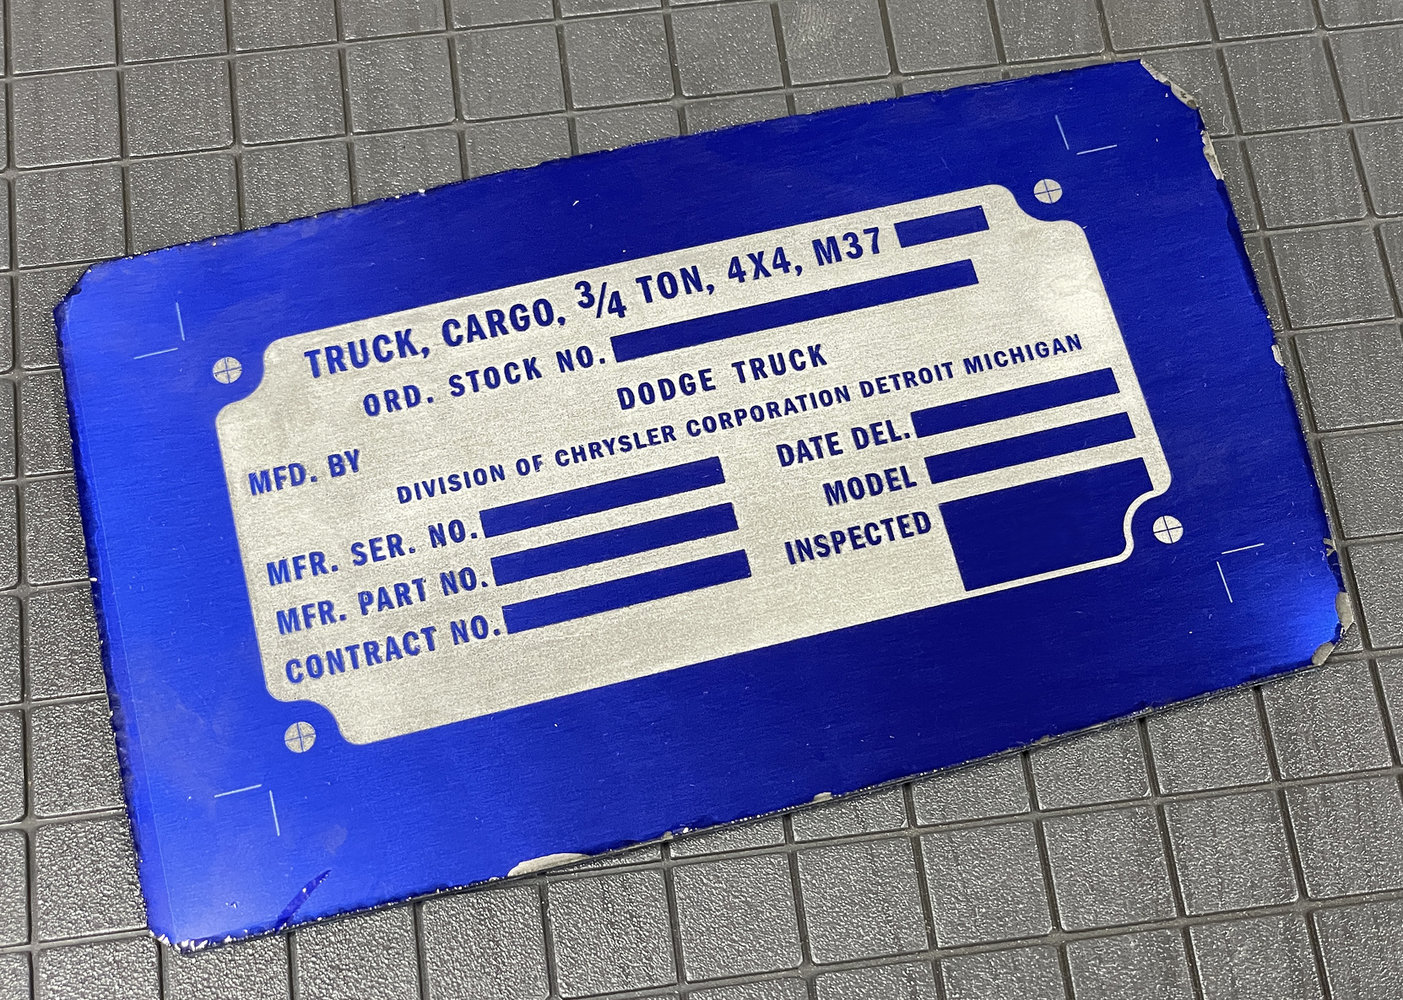 TRUCK, CARGO, 3/4 TON, 4X4, M37
ORD. STOCK NO.
DODGE TRUCK
MFD. BY
DIVISION OF CHRYSLER CORPORATION DETROIT MICHIGAN
MFR. SER. NO.
DATE DEL.
MFR. PART NO.
MODEL
CONTRACT NO.
INSPECTED